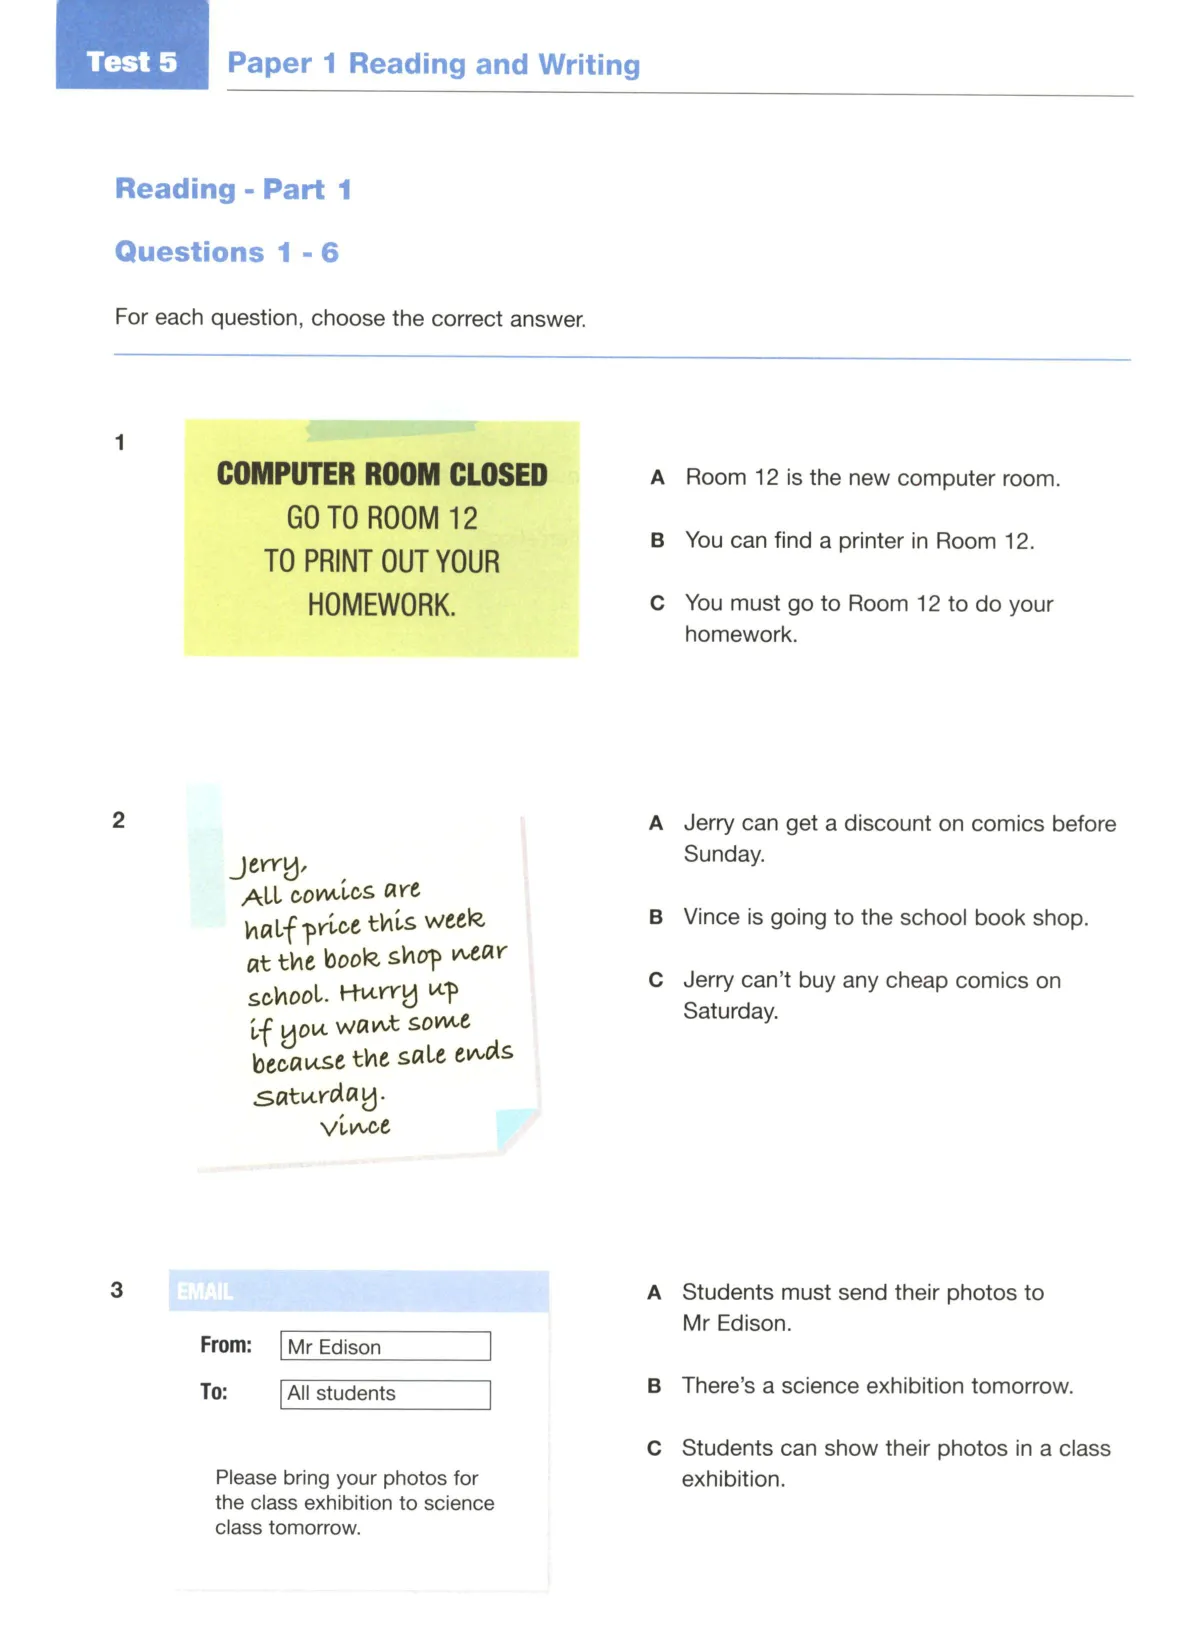 Test 5 Paper 1 Reading and Writing
Reading - Part 1
Questions 1 - 6
For each question, choose the correct answer.
1
COMPUTER ROOM CLOSED
GO TO ROOM 12
TO PRINT OUT YOUR
HOMEWORK.
A Room 12 is the new computer room.
B You can find a printer in Room 12.
C You must go to Room 12 to do your
homework.
2
Jerry,
All comics are
half price this week
at the book shop near
school. Hurry up
if you want some
because the sale ends
Saturday.
Vince
A Jerry can get a discount on comics before
Sunday.
B Vince is going to the school book shop.
C Jerry can't buy any cheap comics on
Saturday.
3
EMAIL
From: Mr Edison
To: All students
Please bring your photos for
the class exhibition to science
class tomorrow.
A Students must send their photos to
Mr Edison.
B There's a science exhibition tomorrow.
C Students can show their photos in a class
exhibition.